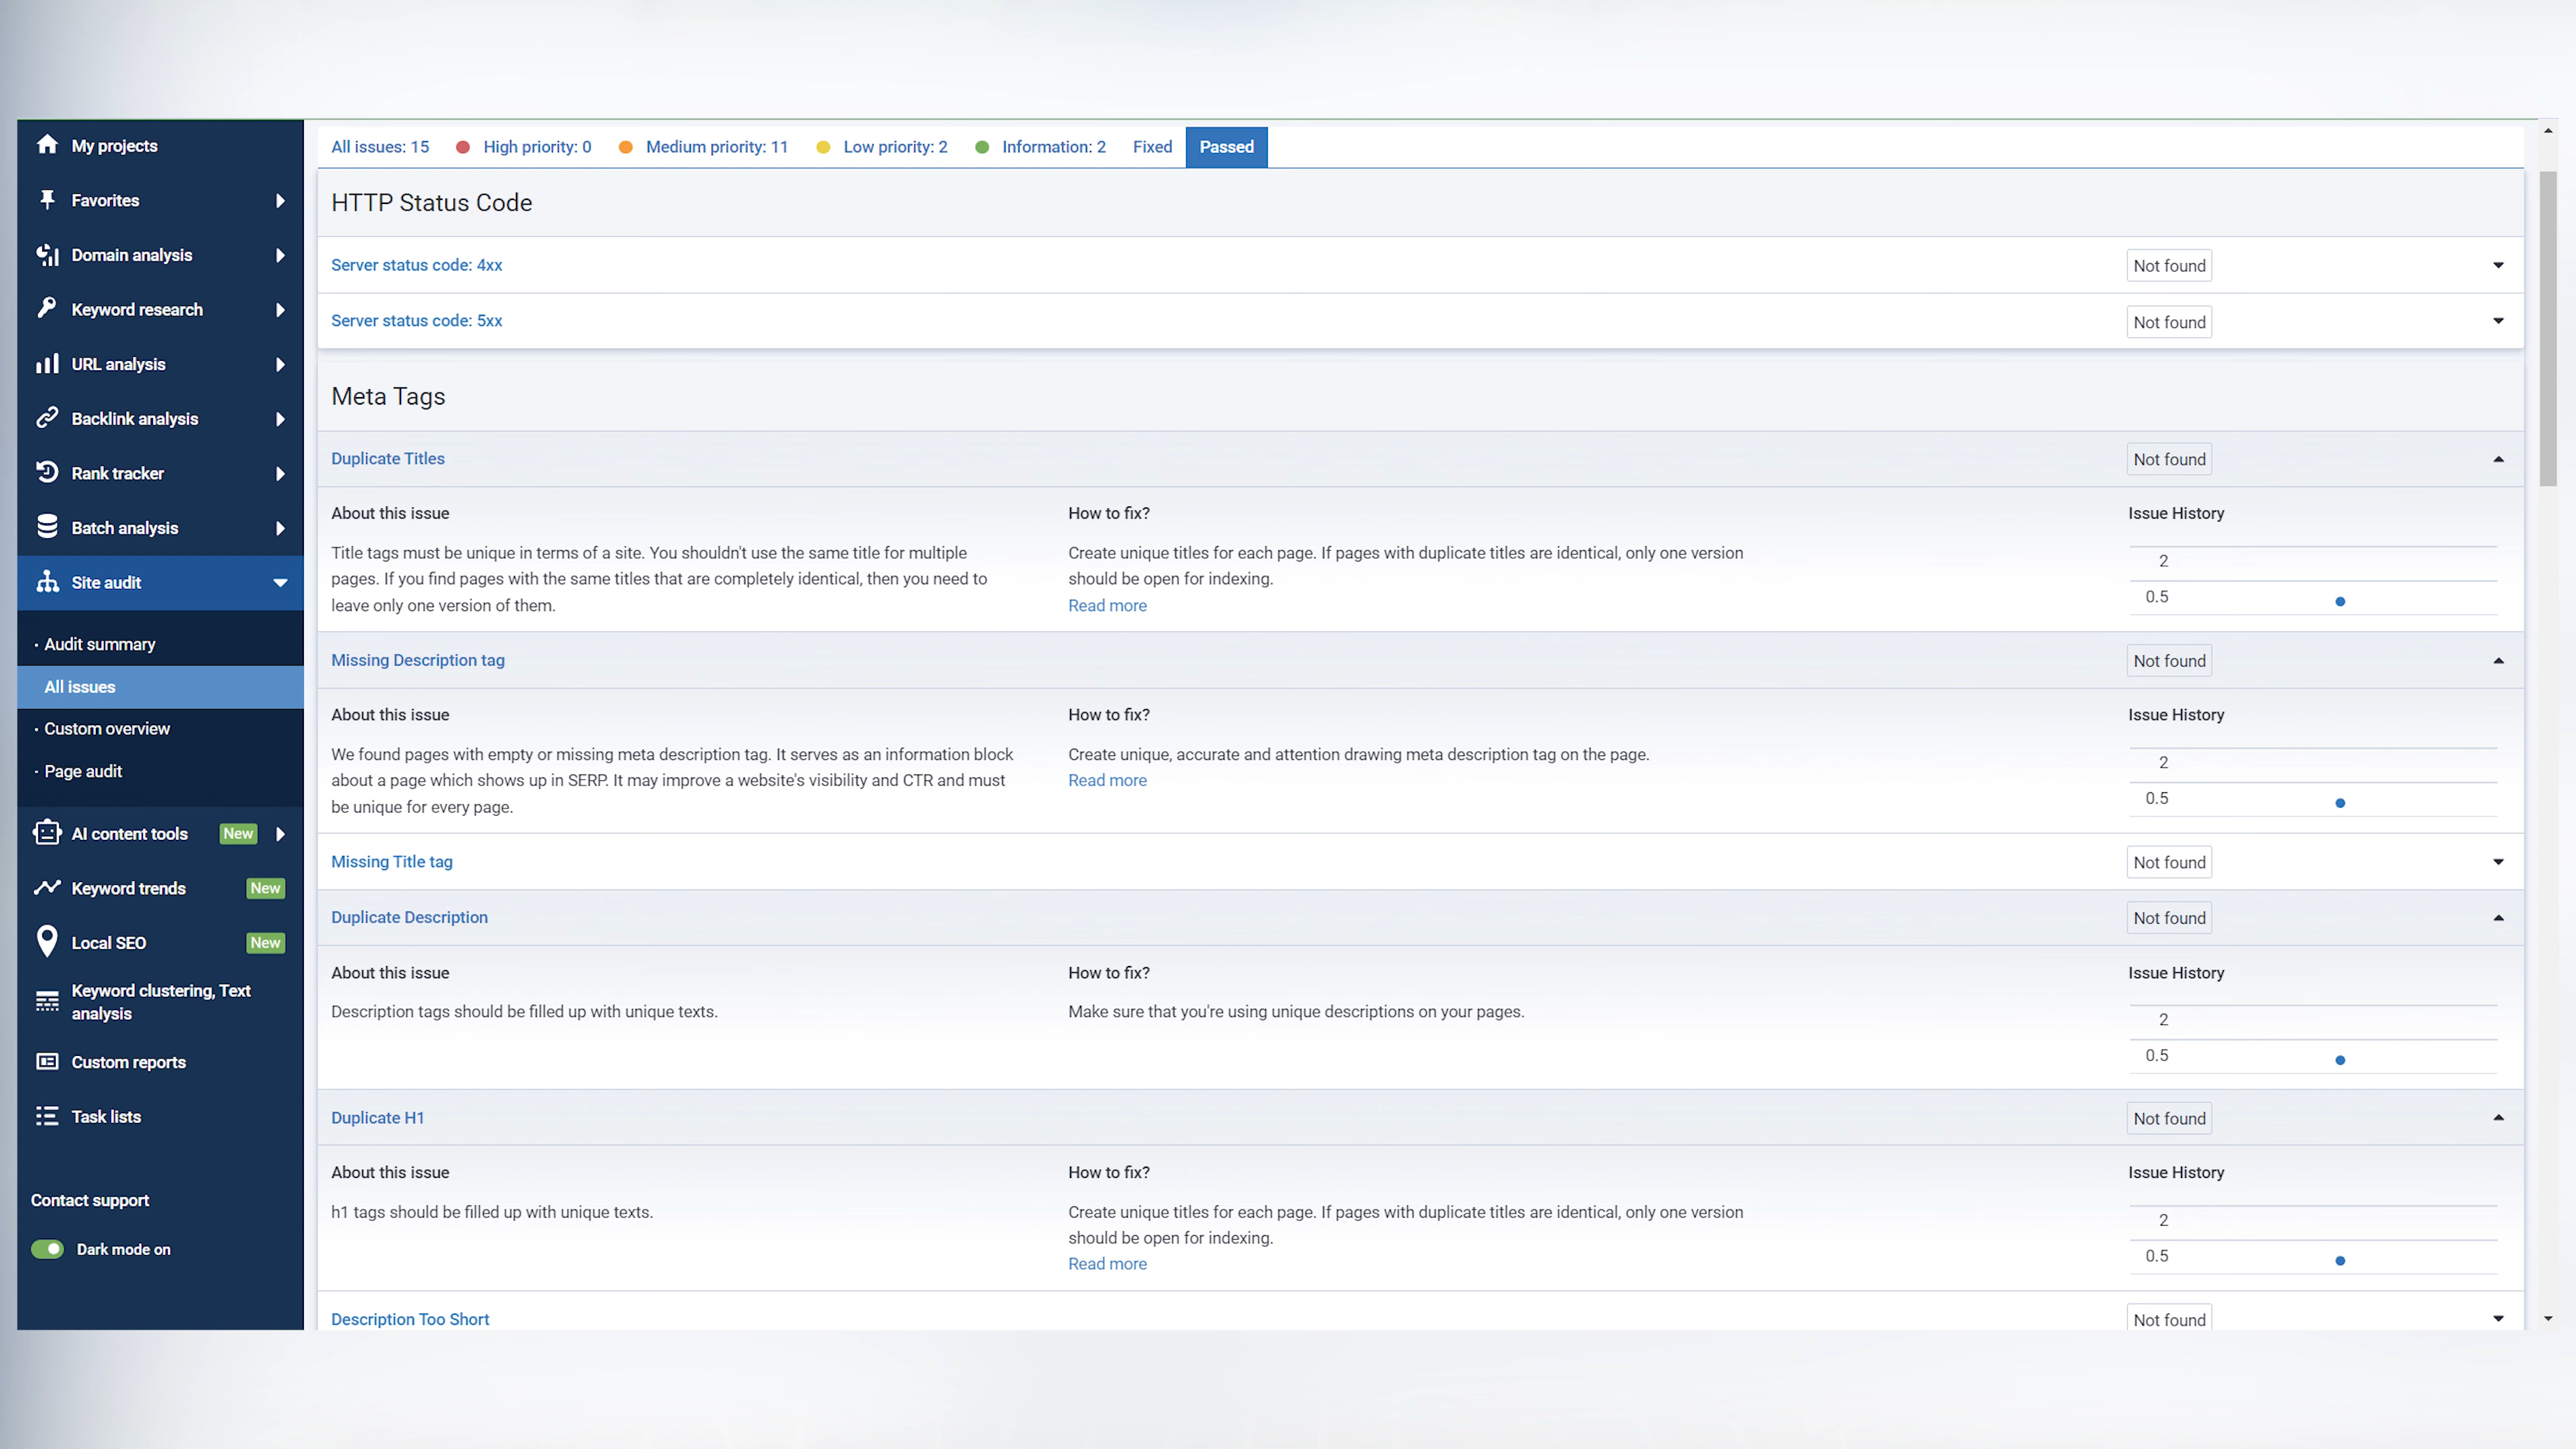 My projects
Favorites
Domain analysis
Keyword research
URL analysis
Backlink analysis
Rank tracker
Batch analysis
Site audit
· Audit summary
All issues
· Custom overview
· Page audit
AI content tools New
Keyword trends New
Local SEO New
Keyword clustering, Text
analysis
Custom reports
Task lists
Contact support
Dark mode on
All issues: 15 High priority: 0 Medium priority: 11 Low priority: 2 Information: 2 Fixed Passed
HTTP Status Code
Server status code: 4xx Not found
Server status code: 5xx Not found
Meta Tags
Duplicate Titles Not found
About this issue
Title tags must be unique in terms of a site. You shouldn't use the same title for multiple
pages. If you find pages with the same titles that are completely identical, then you need to
leave only one version of them.
How to fix?
Create unique titles for each page. If pages with duplicate titles are identical, only one version
should be open for indexing.
Read more
Issue History
2
0.5
Missing Description tag Not found
About this issue
We found pages with empty or missing meta description tag. It serves as an information block
about a page which shows up in SERP. It may improve a website's visibility and CTR and must
be unique for every page.
How to fix?
Create unique, accurate and attention drawing meta description tag on the page.
Read more
Issue History
2
0.5
Missing Title tag Not found
Duplicate Description Not found
About this issue
Description tags should be filled up with unique texts.
How to fix?
Make sure that you're using unique descriptions on your pages.
Issue History
2
0.5
Duplicate H1 Not found
About this issue
h1 tags should be filled up with unique texts.
How to fix?
Create unique titles for each page. If pages with duplicate titles are identical, only one version
should be open for indexing.
Read more
Issue History
2
0.5
Description Too Short Not found